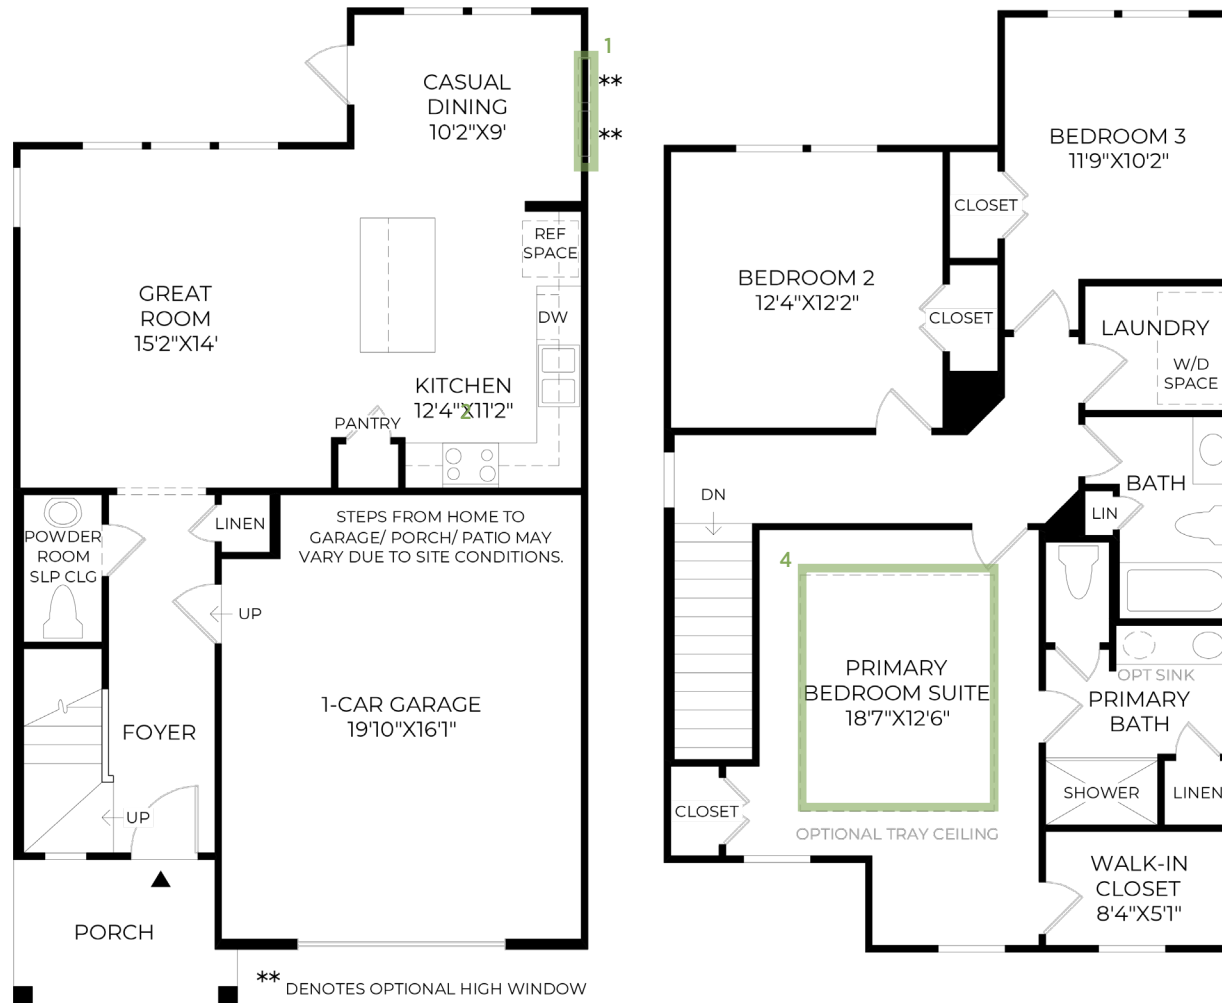 1
CASUAL
DINING
10'2"X9'
**
**
REF
SPACE
DW
GREAT
ROOM
15'2"X14'
KITCHEN
12'4"X11'2"
2
PANTRY
LINEN
POWDER
ROOM
SLP CLG
STEPS FROM HOME TO
GARAGE/ PORCH/ PATIO MAY
VARY DUE TO SITE CONDITIONS.
UP
1-CAR GARAGE
19'10"X16'1"
FOYER
UP
PORCH
** DENOTES OPTIONAL HIGH WINDOW
BEDROOM 3
11'9"X10'2"
CLOSET
BEDROOM 2
12'4"X12'2"
CLOSET
LAUNDRY
W/D
SPACE
DN
BATH
LIN
4
PRIMARY
BEDROOM SUITE
18'7"X12'6"
OPT SINK
PRIMARY
BATH
SHOWER
LINEN
CLOSET
OPTIONAL TRAY CEILING
WALK-IN
CLOSET
8'4"X5'1"